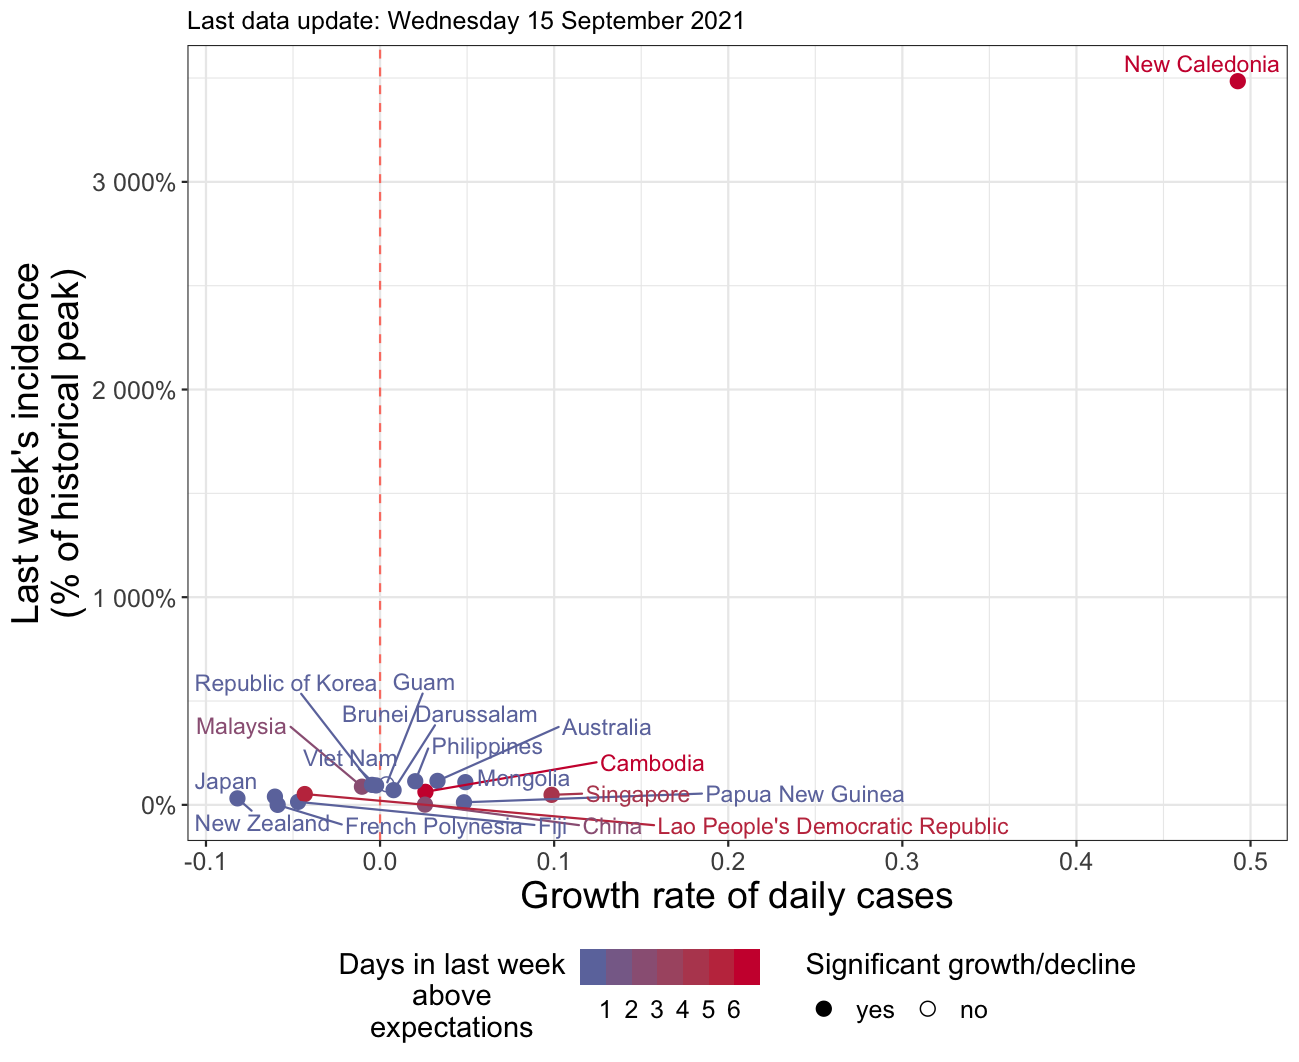 Last data update: Wednesday 15 September 2021
New Caledonia
3 000%
2 000%
1 000%
0%
Last week's incidence
(% of historical peak)
Republic of Korea
Guam
Malaysia
Brunei Darussalam
Australia
Viet Nam
Philippines
Cambodia
Japan
Mongolia
Singapore
Papua New Guinea
New Zealand
French Polynesia
Fiji
China
Lao People's Democratic Republic
-0.1
0.0
0.1
0.2
0.3
0.4
0.5
Growth rate of daily cases
Days in last week
above
expectations
1 2 3 4 5 6
Significant growth/decline
yes
no